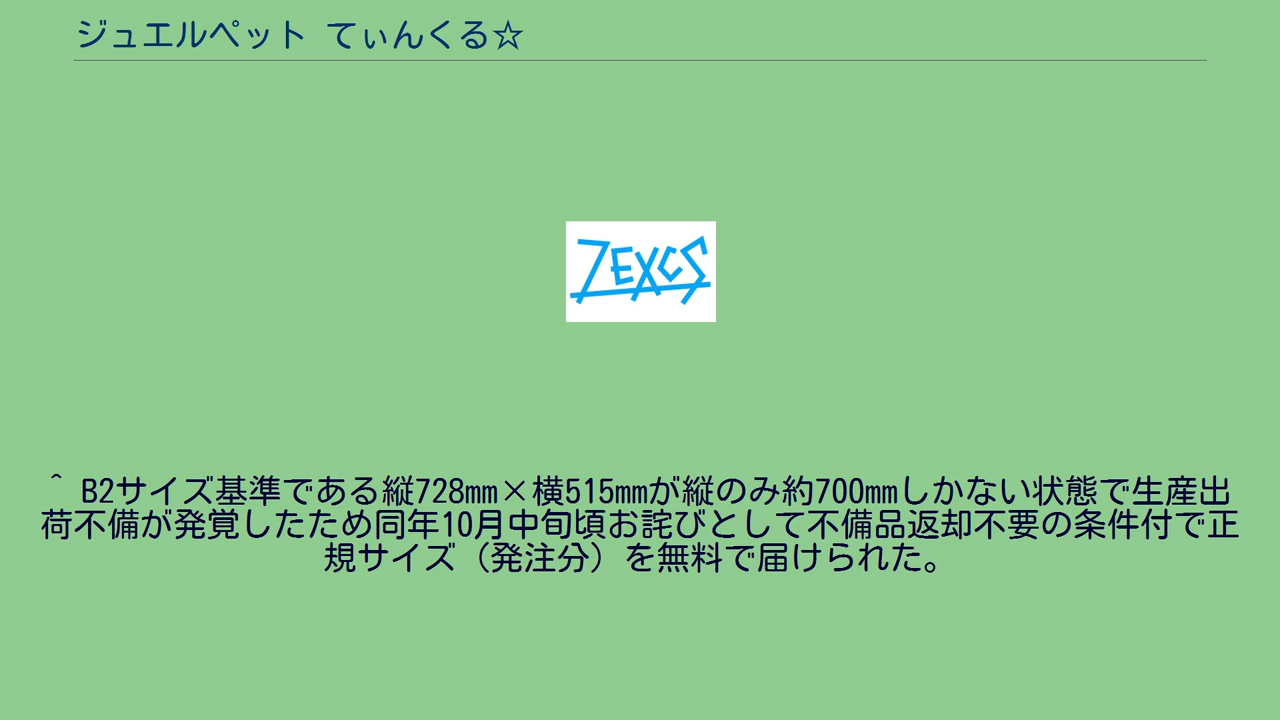 ジュエルペット てぃんくる☆
ZEXCS
^ B2サイズ基準である縦728㎜×横515㎜が縦のみ約700㎜しかない状態で生産出
荷不備が発覚したため同年10月中旬頃お詫びとして不備品返却不要の条件付で正
規サイズ（発注分）を無料で届けられた。